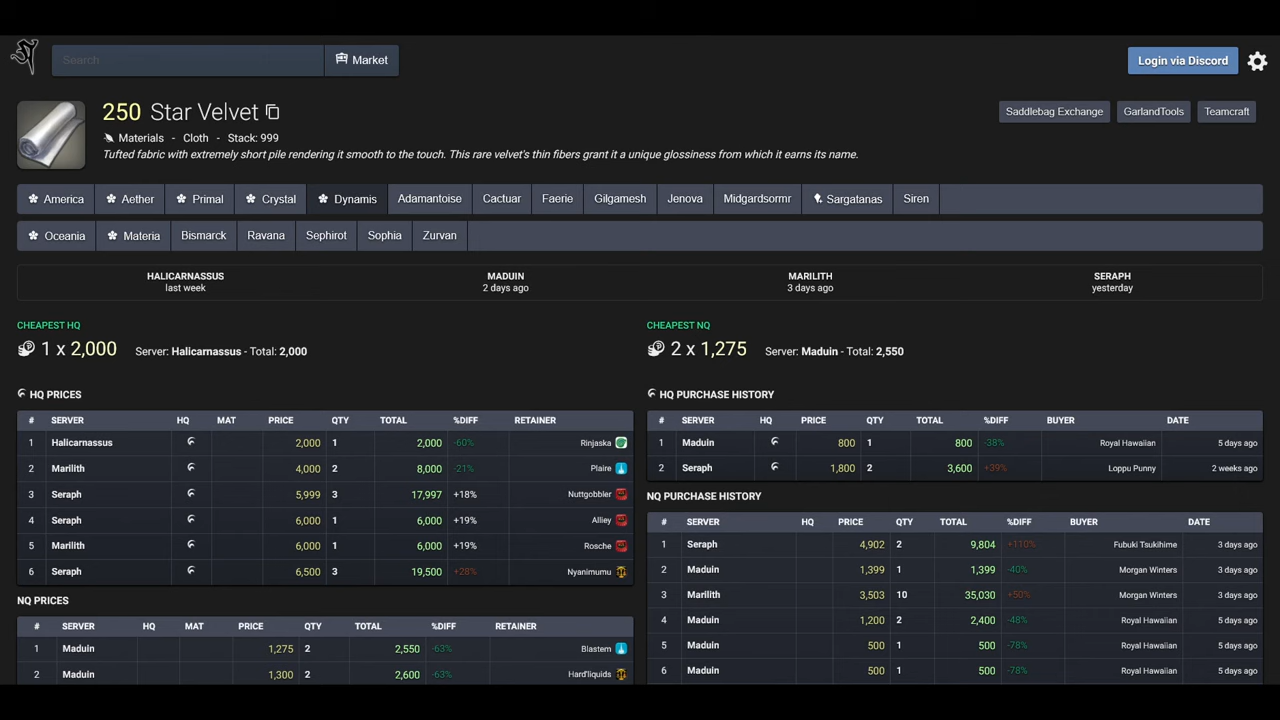 Search
Market
Login via Discord
250 Star Velvet
Saddlebag Exchange GarlandTools Teamcraft
Materials - Cloth - Stack: 999
Tufted fabric with extremely short pile rendering it smooth to the touch. This rare velvet's thin fibers grant it a unique glossiness from which it earns its name.
America Aether Primal Crystal Dynamis Adamantoise Cactuar Faerie Gilgamesh Jenova Midgardsormr Sargatanas Siren
Oceania Materia Bismarck Ravana Sephirot Sophia Zurvan
HALICARNASSUS MADUIN MARILITH SERAPH
last week 2 days ago 3 days ago yesterday
CHEAPEST HQ
1 x 2,000 Server: Halicarnassus - Total: 2,000
HQ PRICES
# SERVER HQ MAT PRICE QTY TOTAL %DIFF RETAINER
1 Halicarnassus 2,000 1 2,000 -60% Rinjaska
2 Marilith 4,000 2 8,000 -21% Plaire
3 Seraph 5,999 3 17,997 +18% Nuttgobbler
4 Seraph 6,000 1 6,000 +19% Alliey
5 Marilith 6,000 1 6,000 +19% Rosche
6 Seraph 6,500 3 19,500 +28% Nyanimumu
NQ PRICES
# SERVER HQ MAT PRICE QTY TOTAL %DIFF RETAINER
1 Maduin 1,275 2 2,550 -63% Blastem
2 Maduin 1,300 2 2,600 -63% Hard'liquids
CHEAPEST NQ
2 x 1,275 Server: Maduin - Total: 2,550
HQ PURCHASE HISTORY
# SERVER HQ PRICE QTY TOTAL %DIFF BUYER DATE
1 Maduin 800 1 800 -38% Royal Hawaiian 5 days ago
2 Seraph 1,800 2 3,600 +39% Loppu Punny 2 weeks ago
NQ PURCHASE HISTORY
# SERVER HQ PRICE QTY TOTAL %DIFF BUYER DATE
1 Seraph 4,902 2 9,804 +110% Fubuki Tsukihime 3 days ago
2 Maduin 1,399 1 1,399 -40% Morgan Winters 3 days ago
3 Marilith 3,503 10 35,030 +50% Morgan Winters 3 days ago
4 Maduin 1,200 2 2,400 -48% Royal Hawaiian 5 days ago
5 Maduin 500 1 500 -78% Royal Hawaiian 5 days ago
6 Maduin 500 1 500 -78% Royal Hawaiian 5 days ago